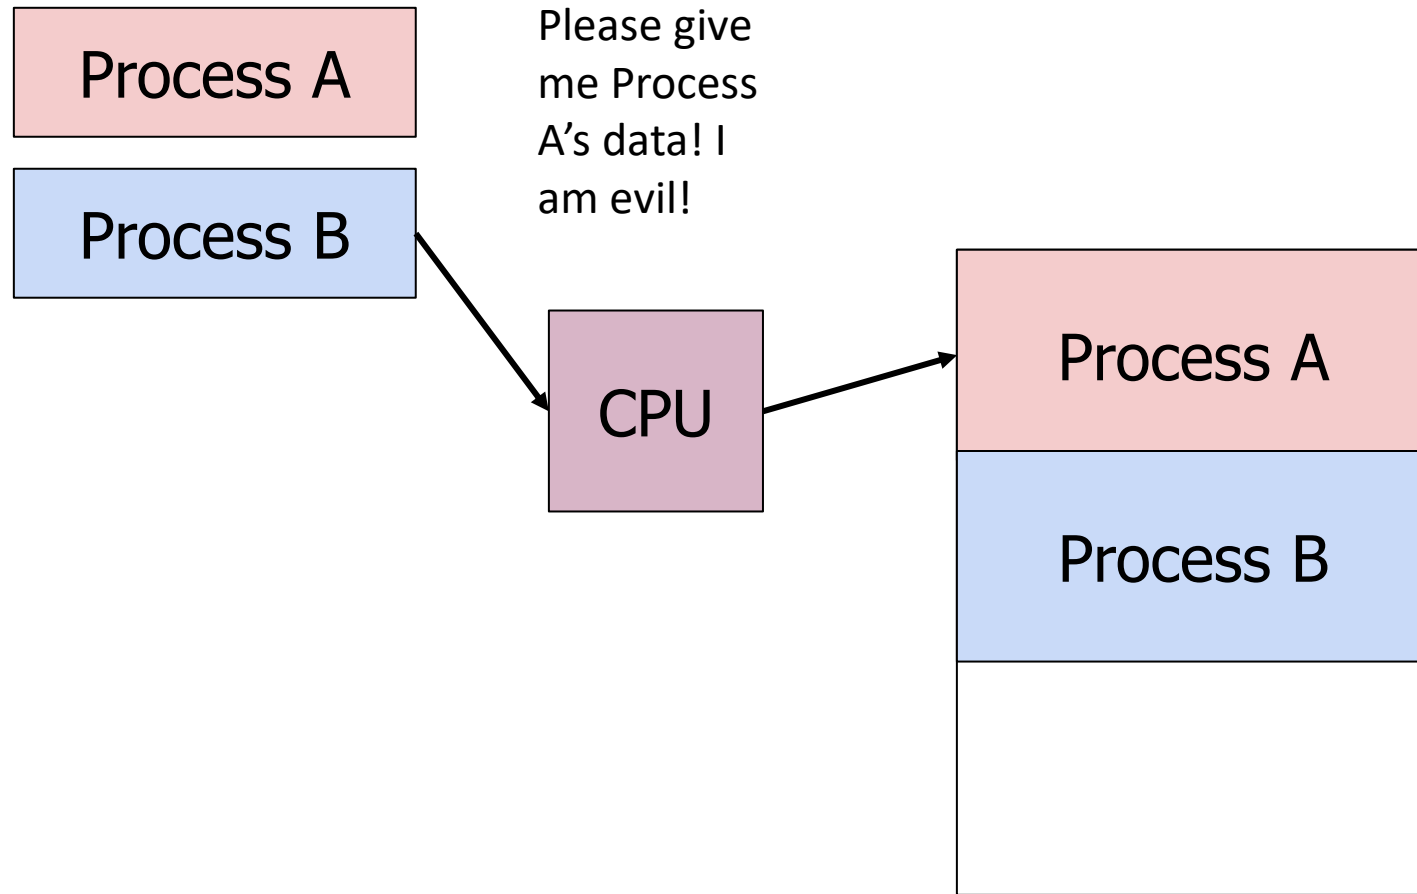 Process A
Process B
Please give
me Process
A’s data! I
am evil!
CPU
Process A
Process B